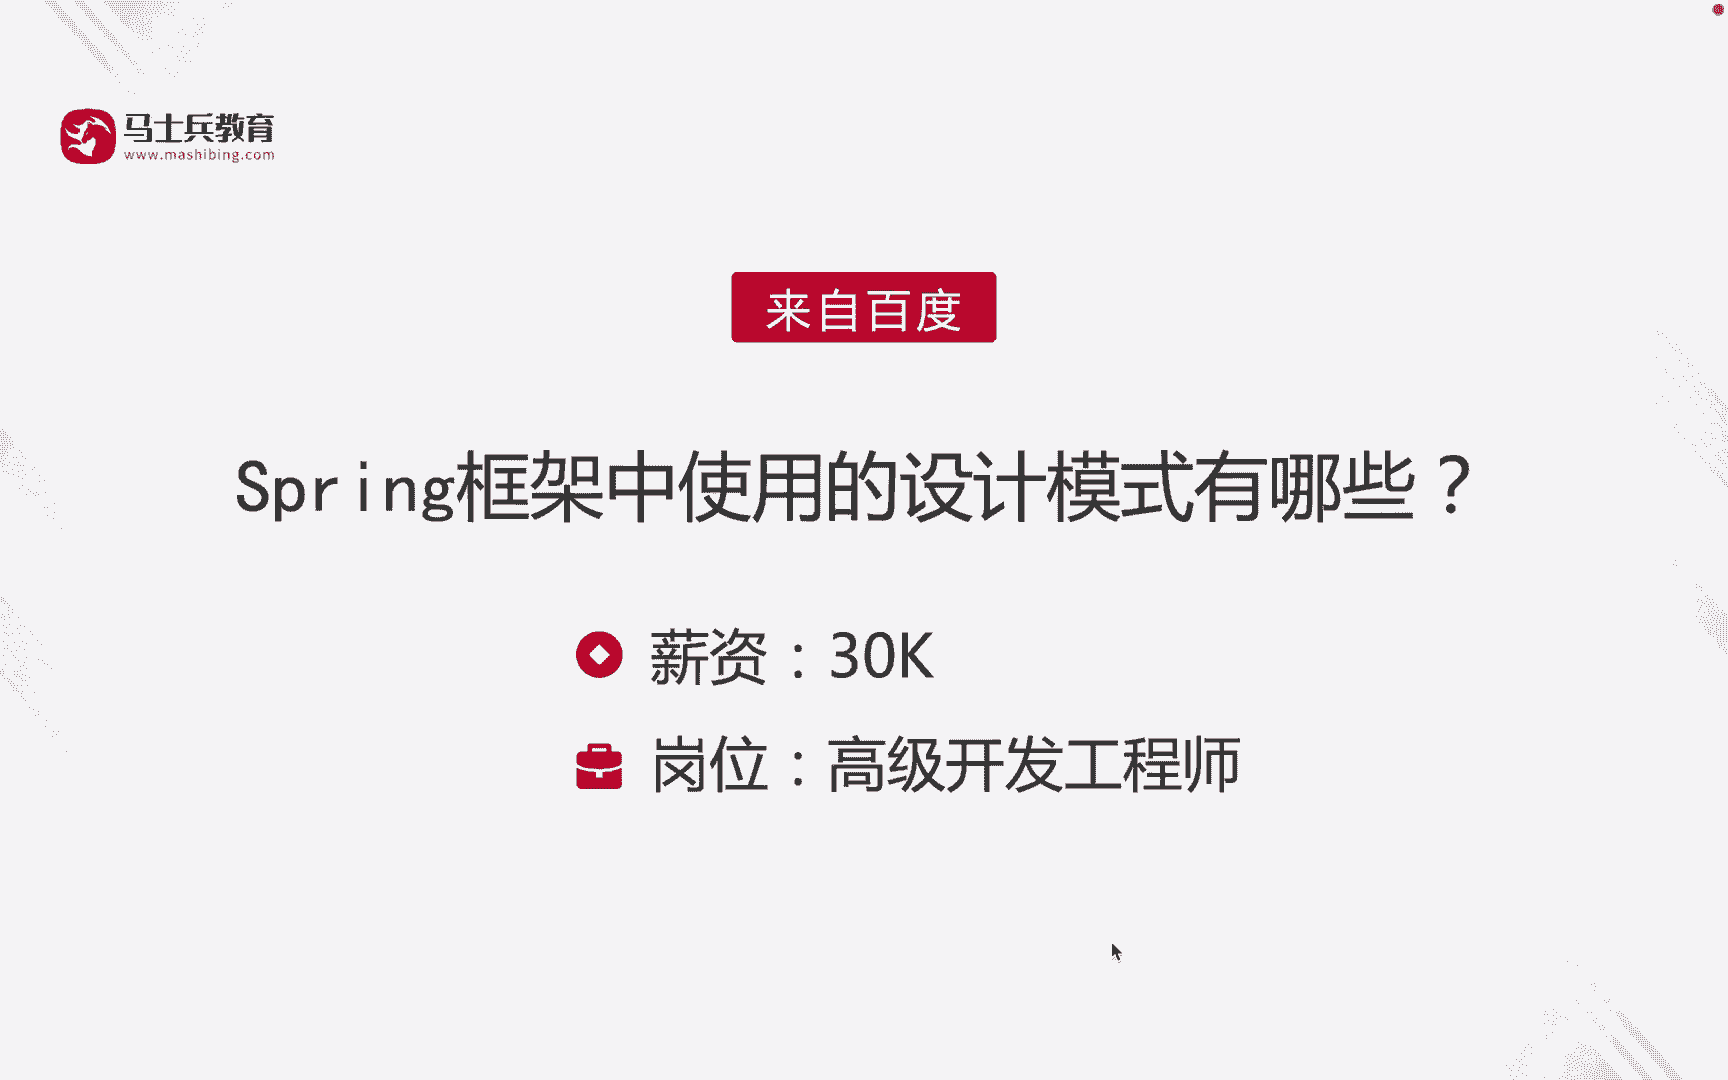 马士兵教育
www.mashibing.com
来自百度
Spring框架中使用的设计模式有哪些？
薪资：30K
岗位：高级开发工程师